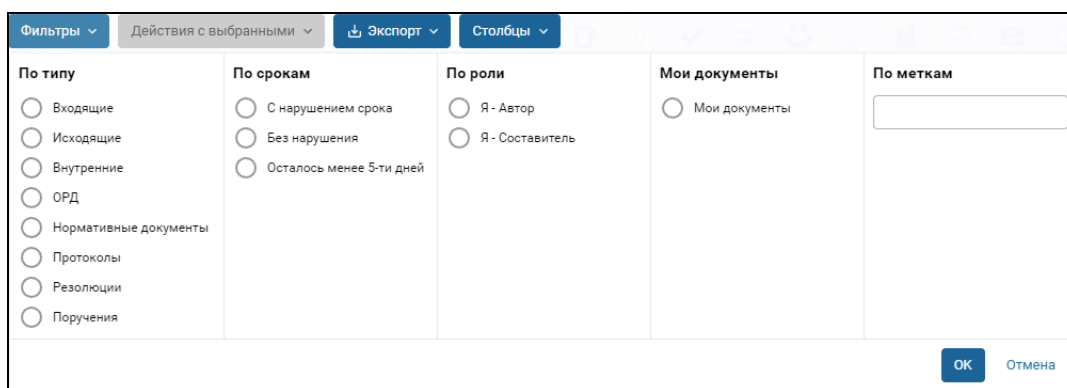 Фильтры
Действия с выбранными
Экспорт
Столбцы
По типу
Входящие
Исходящие
Внутренние
ОРД
Нормативные документы
Протоколы
Резолюции
Поручения
По срокам
С нарушением срока
Без нарушения
Осталось менее 5-ти дней
По роли
Я - Автор
Я - Составитель
Мои документы
Мои документы
По меткам
ОК
Отмена